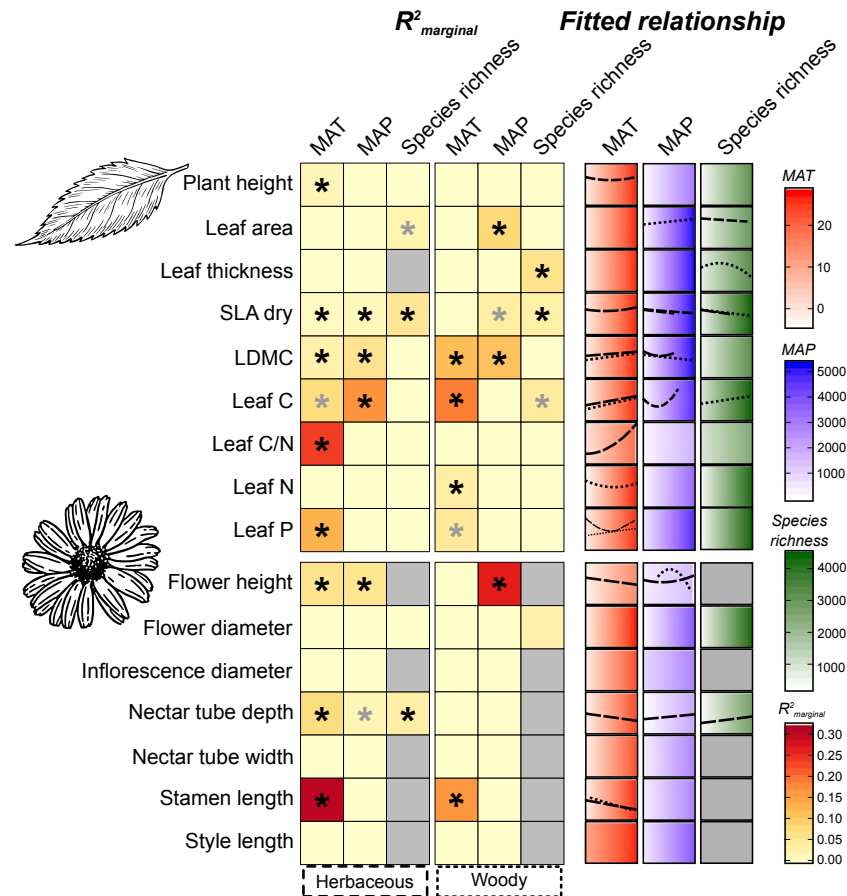 R²marginal Fitted relationship
MAT MAP Species richness MAT MAP Species richness MAT MAP Species richness
Plant height *
Leaf area * *
Leaf thickness *
SLA dry * * * * *
LDMC * * * *
Leaf C * * * *
Leaf C/N *
Leaf N *
Leaf P * *
Flower height * * *
Flower diameter
Inflorescence diameter
Nectar tube depth * * *
Nectar tube width
Stamen length * *
Style length
Herbaceous Woody
MAT
20
10
0
MAP
5000
4000
3000
2000
1000
Species
richness
4000
3000
2000
1000
R²marginal
0.30
0.25
0.20
0.15
0.10
0.05
0.00